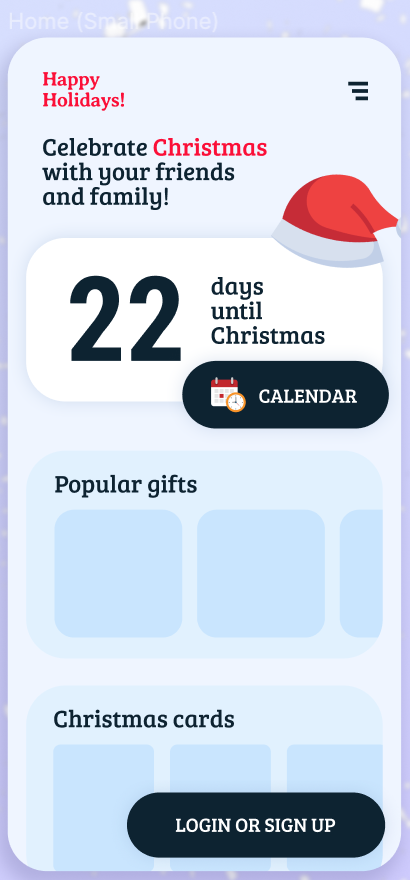 Home (Small Phone)
Happy
Holidays!
Celebrate Christmas
with your friends
and family!
22
days
until
Christmas
CALENDAR
Popular gifts
Christmas cards
LOGIN OR SIGN UP